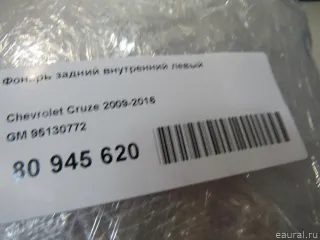 Фонарь задний внутренний левый
Chevrolet Cruze 2009-2016
GM 95130772
80 945 620
eaural.ru